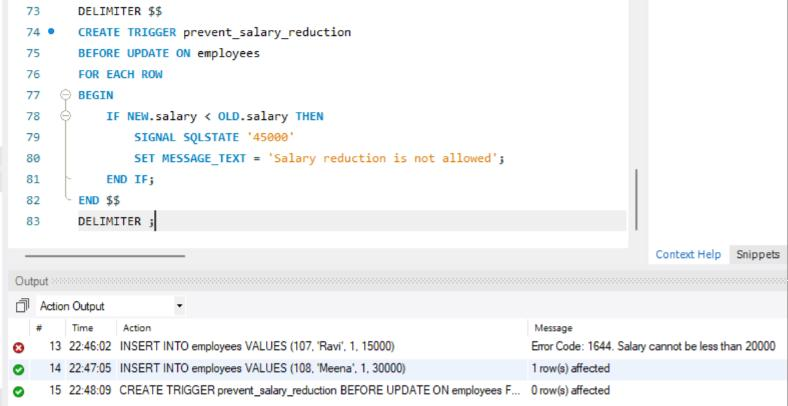 73 DELIMITER $$
74 CREATE TRIGGER prevent_salary_reduction
75 BEFORE UPDATE ON employees
76 FOR EACH ROW
77 BEGIN
78 IF NEW.salary < OLD.salary THEN
79 SIGNAL SQLSTATE '45000'
80 SET MESSAGE_TEXT = 'Salary reduction is not allowed';
81 END IF;
82 END $$
83 DELIMITER ;
Context Help Snippets
Output
Action Output
# Time Action Message
13 22:46:02 INSERT INTO employees VALUES (107, 'Ravi', 1, 15000) Error Code: 1644. Salary cannot be less than 20000
14 22:47:05 INSERT INTO employees VALUES (108, 'Meena', 1, 30000) 1 row(s) affected
15 22:48:09 CREATE TRIGGER prevent_salary_reduction BEFORE UPDATE ON employees F... 0 row(s) affected